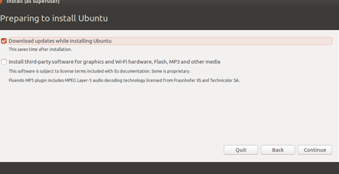 Install (as superuser)
Preparing to install Ubuntu
Download updates while installing Ubuntu
This saves time after installation.
Install third-party software for graphics and Wi-Fi hardware, Flash, MP3 and other media
This software is subject to license terms included with its documentation. Some is proprietary.
Fluendo MP3 plugin includes MPEG Layer-3 audio decoding technology licensed from Fraunhofer IIS and Technicolor SA.
Quit
Back
Continue